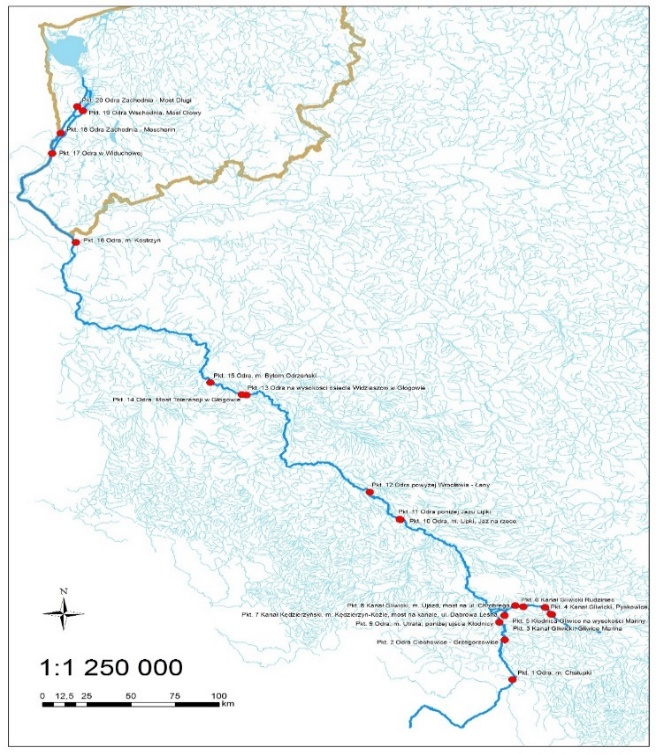 Pkt. 20 Odra Zachodnia - Most Długi
Pkt. 19 Odra Wschodnia, Most Cłowy
Pkt. 18 Odra Zachodnia - Mescherin
Pkt. 17 Odra w Widuchowej
Pkt. 16 Odra, m. Kostrzyń
Pkt. 15 Odra, m. Bytom Odrzański
Pkt. 13 Odra na wysokości osiedla Widziszów w Głogowie
Pkt. 14 Odra, Most Tolerancji w Głogowie
Pkt. 12 Odra powyżej Wrocławia - Łany
Pkt. 11 Odra poniżej Jazu Lipki
Pkt. 10 Odra, m. Lipki, Jaz na rzece
Pkt. 6 Kanał Gliwicki Rudziniec
Pkt. 8 Kanał Gliwicki, m. Ujazd, most na ul. Chrobrego
Pkt. 4 Kanał Gliwicki, Pyskowice
Pkt. 7 Kanał Kędzierzyński, m. Kędzierzyn-Koźle, most na kanale, ul. Dąbrowa Leśna
Pkt. 5 Kłodnica Gliwice na wysokości Mariny
Pkt. 9 Odra, m. Utrata, poniżej ujścia Kłodnicy
Pkt. 3 Kanał Gliwicki Gliwice Marina
Pkt. 2 Odra Ciechowice - Grzegorzowice
Pkt. 1 Odra, m. Chałupki
N
1:1 250 000
0 12,5 25 50 75 100
km